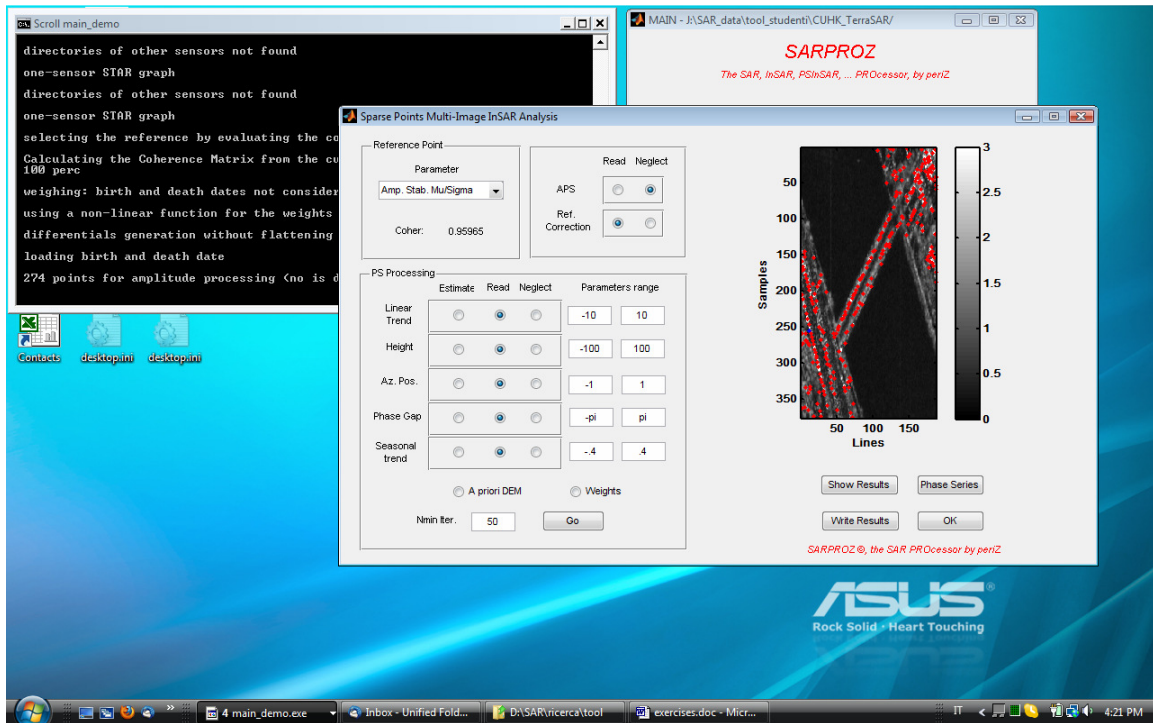 Scroll main_demo
directories of other sensors not found
one-sensor STAR graph
directories of other sensors not found
one-sensor STAR graph
selecting the reference by evaluating the co
Calculating the Coherence Matrix from the cu
100 perc
weighing: birth and death dates not consider
using a non-linear function for the weights
differentials generation without flattening
loading birth and death date
274 points for amplitude processing (no is d
MAIN - J:\SAR_data\tool_studenti\CUHK_TerraSAR/
SARPROZ
The SAR, InSAR, PSInSAR, ... PROcessor, by periZ
Sparse Points Multi-Image InSAR Analysis
Reference Point
Parameter
Amp. Stab. Mu/Sigma
Coher: 0.95965
Read Neglect
APS
Ref.
Correction
PS Processing
Estimate Read Neglect Parameters range
Linear
Trend
-10 10
Height -100 100
Az. Pos. -1 1
Phase Gap -pi pi
Seasonal
trend
-.4 .4
A priori DEM Weights
Nmin Iter. 50 Go
Samples
50
100
150
200
250
300
350
50 100 150
Lines
3
2.5
2
1.5
1
0.5
0
Show Results Phase Series
Write Results OK
SARPROZ©, the SAR PROcessor by periZ
Contacts desktop.ini desktop.ini
ASUS®
Rock Solid · Heart Touching
4 main_demo.exe
Inbox - Unified Fold...
D:\SAR\ricerca\tool
exercises.doc - Micr...
IT
4:21 PM